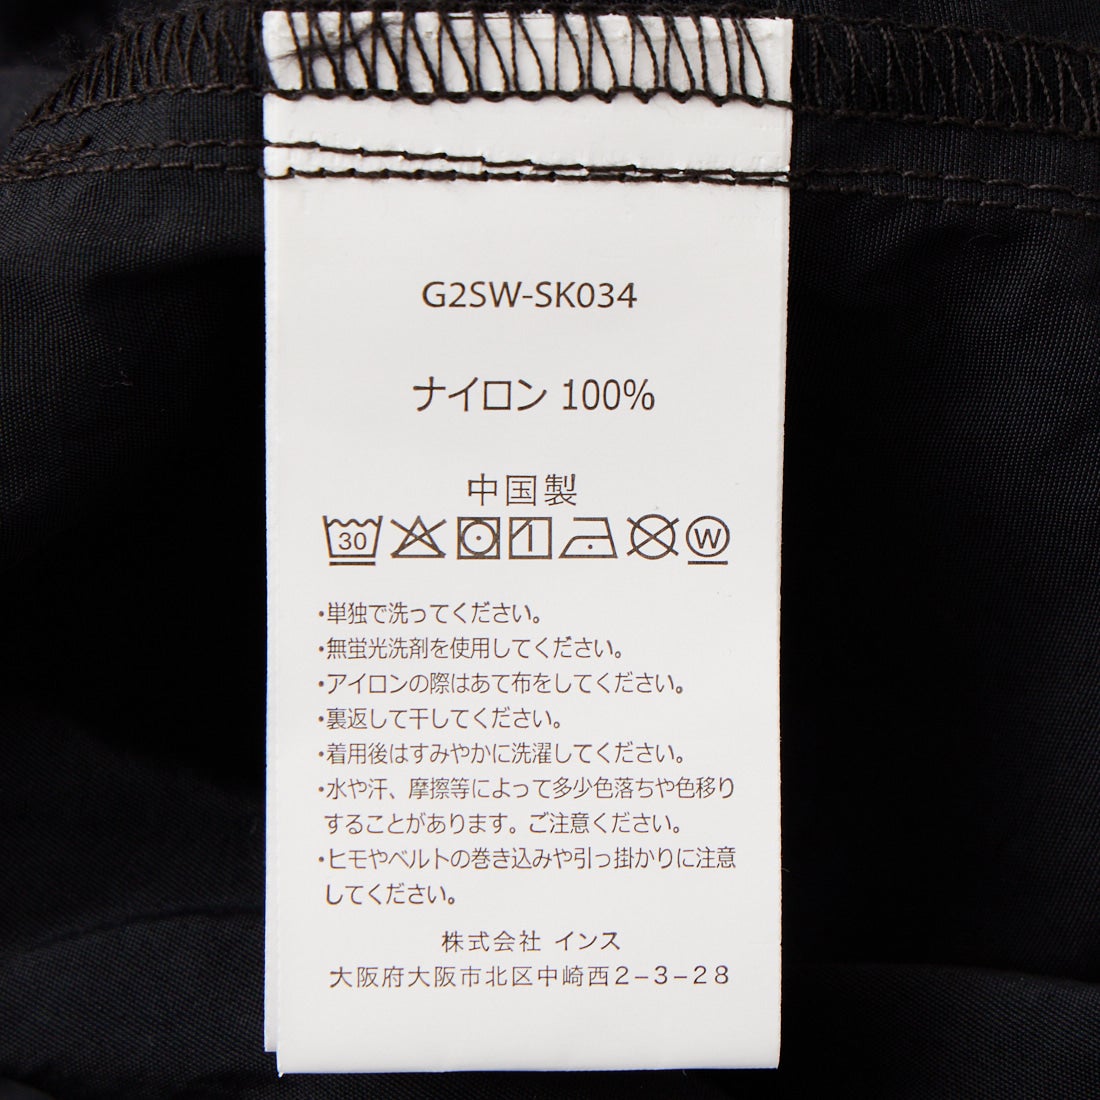 G2SW-SK034
ナイロン 100%
中国製
30 W
・単独で洗ってください。
・無蛍光洗剤を使用してください。
・アイロンの際はあて布をしてください。
・裏返して干してください。
・着用後はすみやかに洗濯してください。
・水や汗、摩擦等によって多少色落ちや色移り
することがあります。ご注意ください。
・ヒモやベルトの巻き込みや引っ掛かりに注意
してください。
株式会社 インス
大阪府大阪市北区中崎西2-3-28